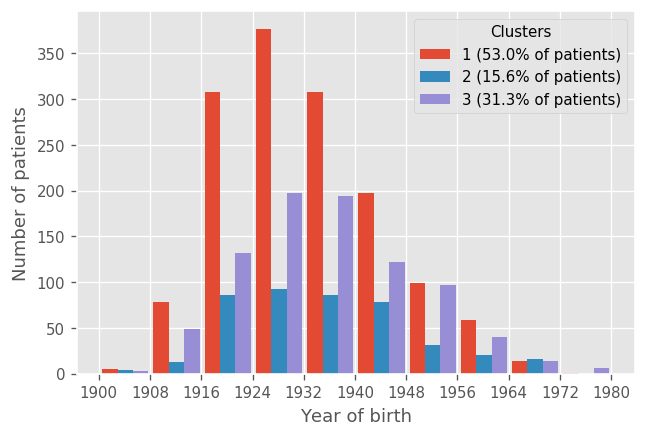 Clusters
1 (53.0% of patients)
2 (15.6% of patients)
3 (31.3% of patients)
Number of patients
350
300
250
200
150
100
50
0
1900 1908 1916 1924 1932 1940 1948 1956 1964 1972 1980
Year of birth